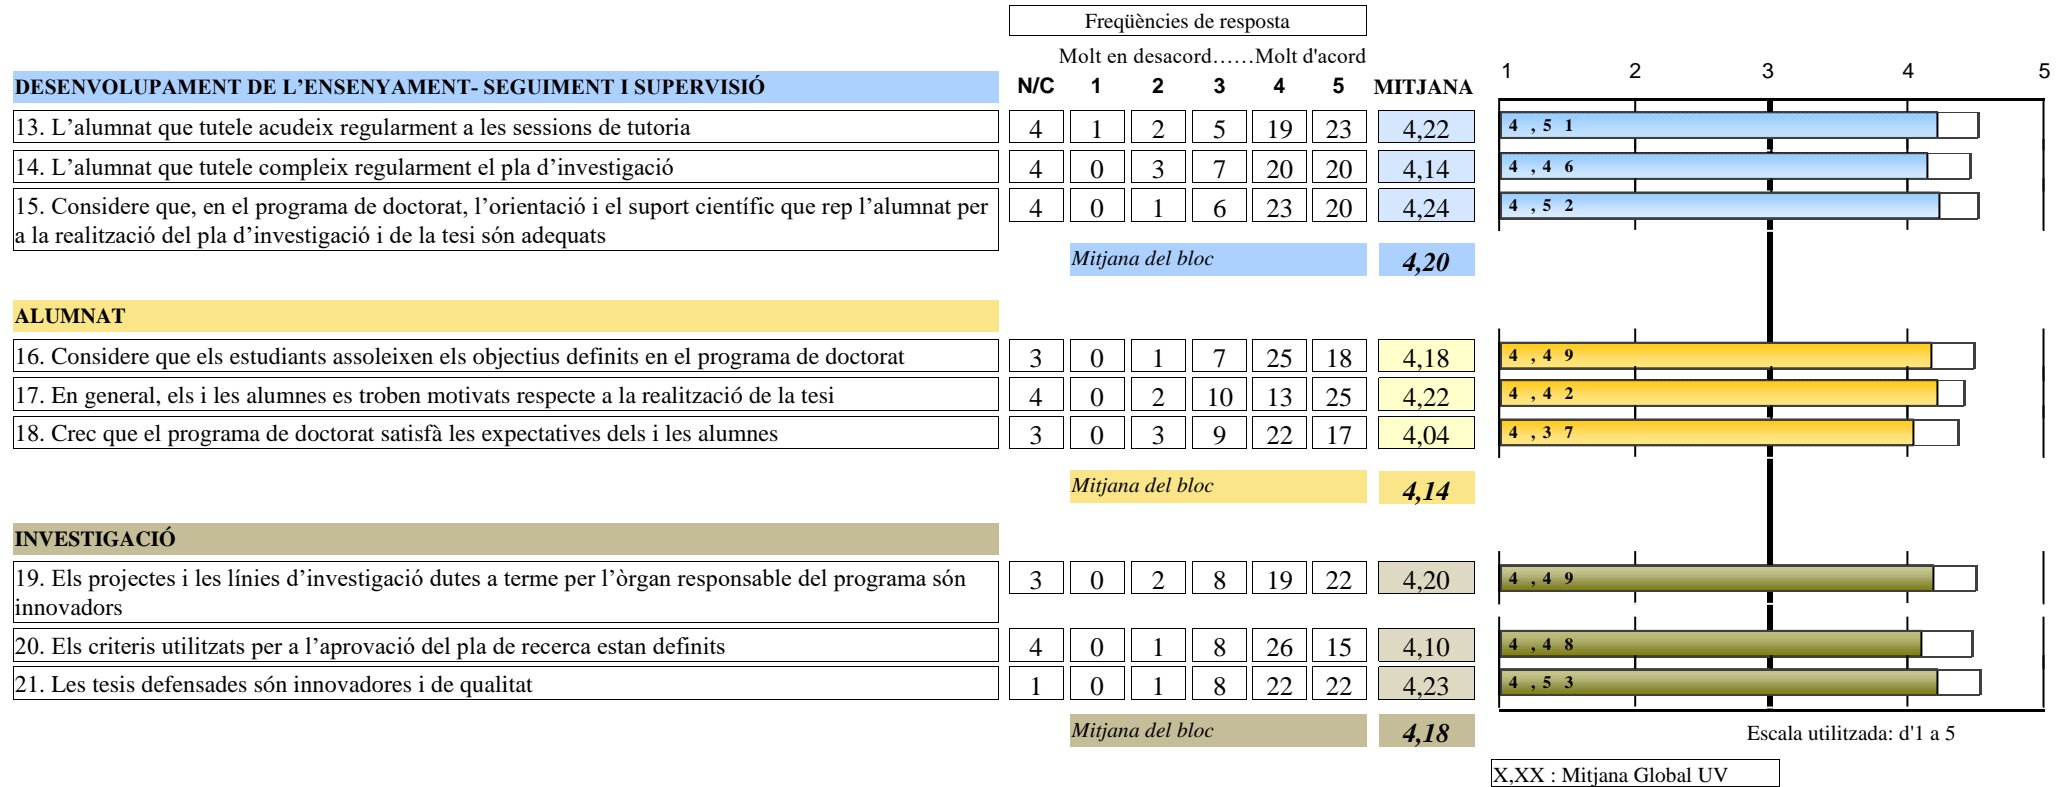 Freqüències de resposta
Molt en desacord……Molt d'acord
DESENVOLUPAMENT DE L’ENSENYAMENT- SEGUIMENT I SUPERVISIÓ N/C 1 2 3 4 5 MITJANA 1 2 3 4 5
13. L’alumnat que tutele acudeix regularment a les sessions de tutoria 4 1 2 5 19 23 4,22 4,51
14. L’alumnat que tutele compleix regularment el pla d’investigació 4 0 3 7 20 20 4,14 4,46
15. Considere que, en el programa de doctorat, l’orientació i el suport científic que rep l’alumnat per 4 0 1 6 23 20 4,24 4,52
a la realització del pla d’investigació i de la tesi són adequats
Mitjana del bloc 4,20
ALUMNAT
16. Considere que els estudiants assoleixen els objectius definits en el programa de doctorat 3 0 1 7 25 18 4,18 4,49
17. En general, els i les alumnes es troben motivats respecte a la realització de la tesi 4 0 2 10 13 25 4,22 4,42
18. Crec que el programa de doctorat satisfà les expectatives dels i les alumnes 3 0 3 9 22 17 4,04 4,37
Mitjana del bloc 4,14
INVESTIGACIÓ
19. Els projectes i les línies d’investigació dutes a terme per l’òrgan responsable del programa són 3 0 2 8 19 22 4,20 4,49
innovadors
20. Els criteris utilitzats per a l’aprovació del pla de recerca estan definits 4 0 1 8 26 15 4,10 4,48
21. Les tesis defensades són innovadores i de qualitat 1 0 1 8 22 22 4,23 4,53
Mitjana del bloc 4,18 Escala utilitzada: d'1 a 5
X,XX : Mitjana Global UV